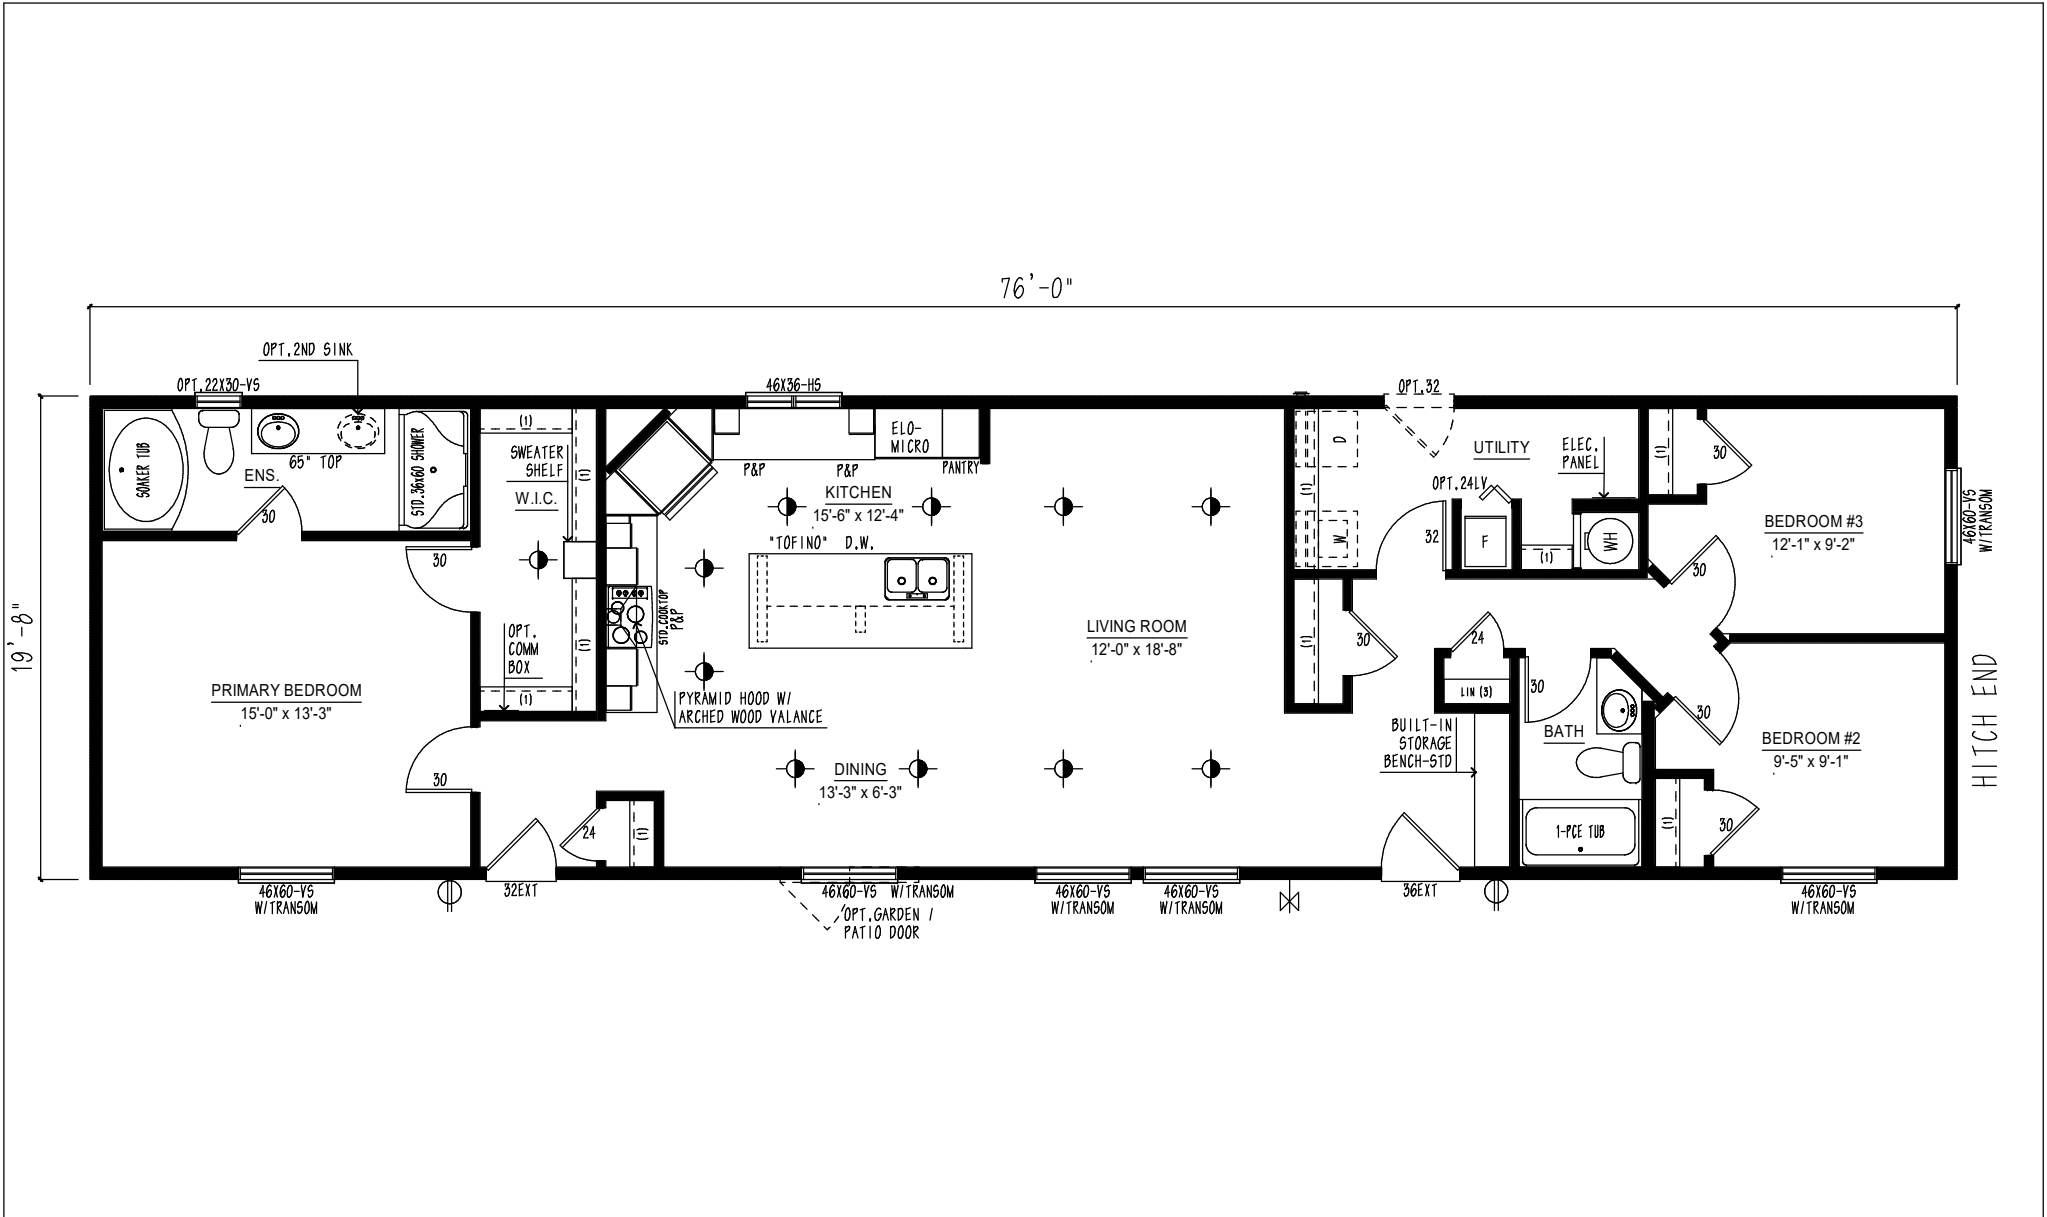 76'-0"
OPT.2ND SINK
OPT.22X30-VS
46X36-HS
OPT.32
SOAKER TUB
65" TOP
ENS.
30
STD.36x60 SHOWER
(1)
SWEATER
SHELF
W.I.C.
(1)
(1)
(1)
OPT.
COMM
BOX
30
P&P
P&P
ELO-
MICRO
PANTRY
KITCHEN
15'-6" x 12'-4"
"TOFINO" D.W.
STD.COOKTOP
P&P
PYRAMID HOOD W/
ARCHED WOOD VALANCE
LIVING ROOM
12'-0" x 18'-8"
D
W
(1)
UTILITY
ELEC.
PANEL
OPT.24LV
32
F
(1)
WH
(1)
30
BEDROOM #3
12'-1" x 9'-2"
30
46X60-VS
W/TRANSOM
19'-8"
PRIMARY BEDROOM
15'-0" x 13'-3"
30
(1)
30
24
LIN (3)
30
BATH
BUILT-IN
STORAGE
BENCH-STD
1-PCE TUB
30
BEDROOM #2
9'-5" x 9'-1"
(1)
30
HITCH END
DINING
13'-3" x 6'-3"
24
(1)
46X60-VS
W/TRANSOM
32EXT
46X60-VS W/TRANSOM
OPT.GARDEN /
PATIO DOOR
46X60-VS
W/TRANSOM
46X60-VS
W/TRANSOM
36EXT
46X60-VS
W/TRANSOM